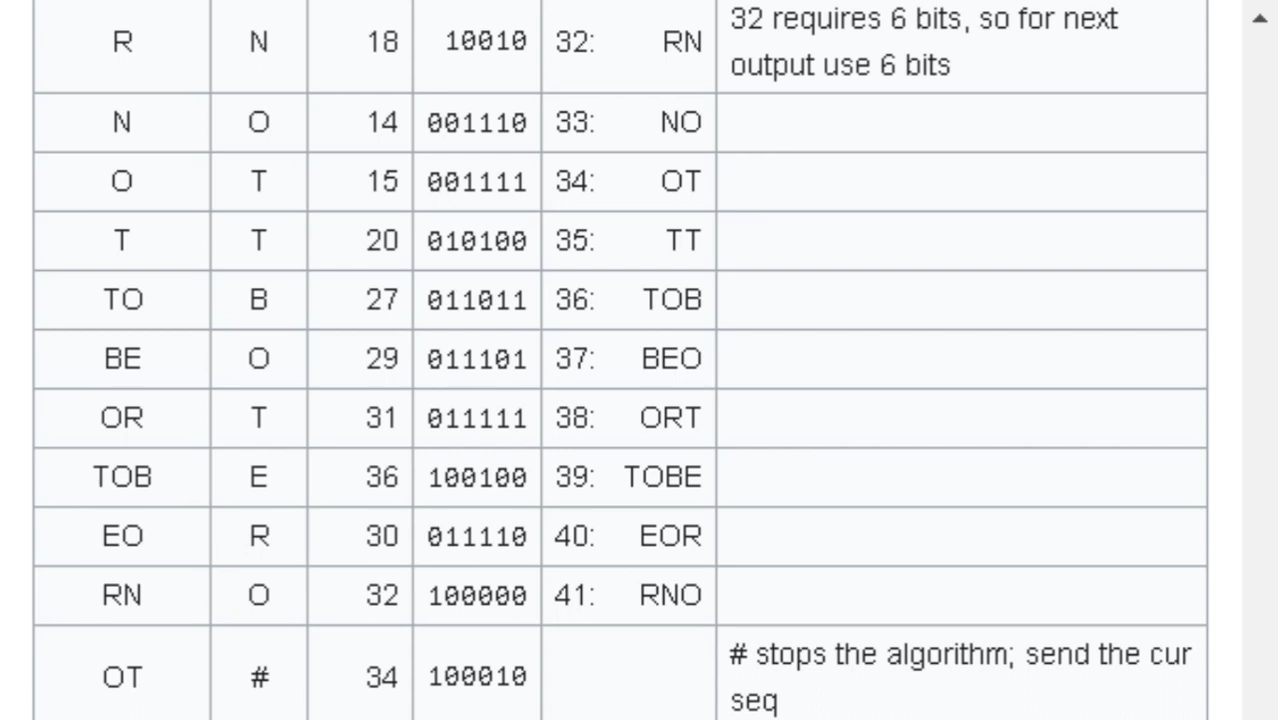 R N 18 10010 32: RN 32 requires 6 bits, so for next
output use 6 bits
N O 14 001110 33: NO
O T 15 001111 34: OT
T T 20 010100 35: TT
TO B 27 011011 36: TOB
BE O 29 011101 37: BEO
OR T 31 011111 38: ORT
TOB E 36 100100 39: TOBE
EO R 30 011110 40: EOR
RN O 32 100000 41: RNO
OT # 34 100010 # stops the algorithm; send the cur
seq